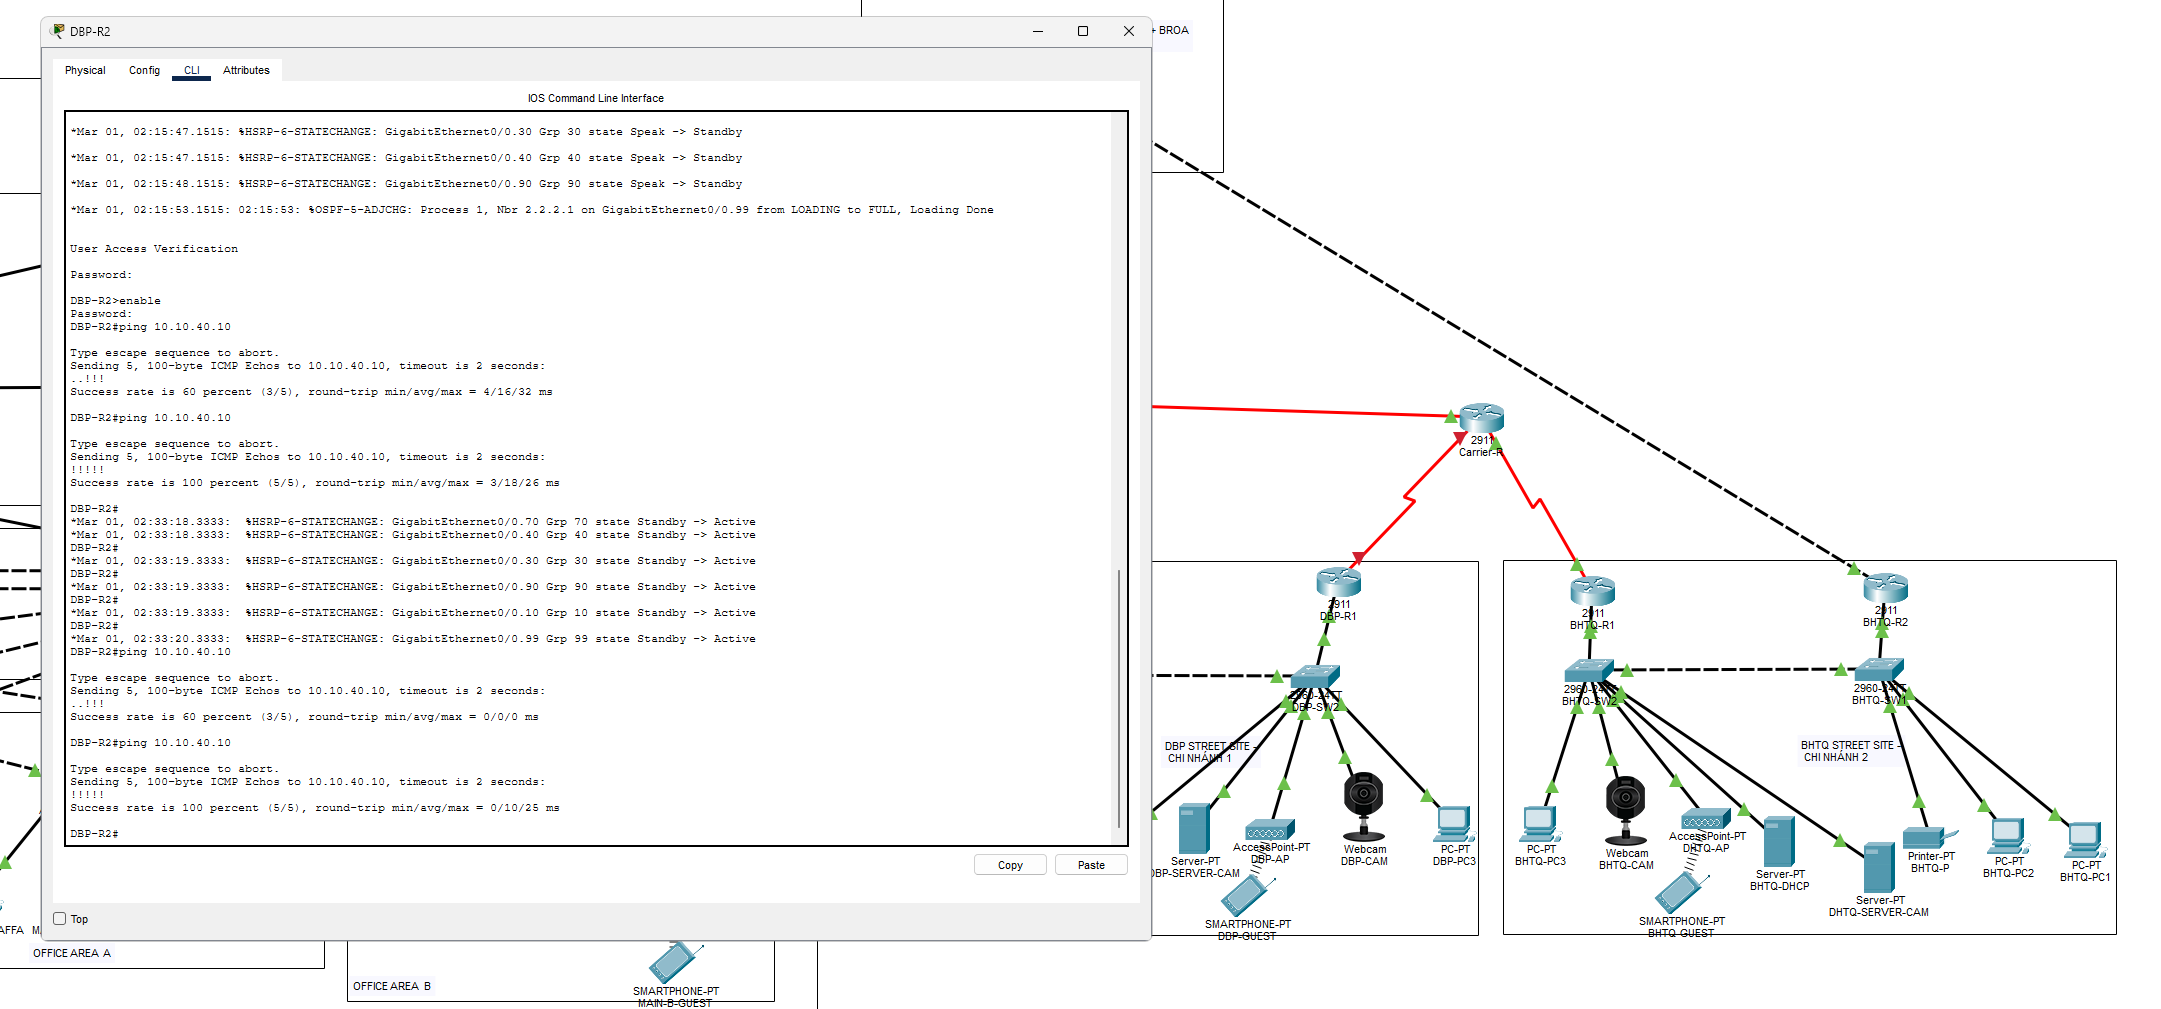 DBP-R2
Physical
Config
CLI
Attributes
IOS Command Line Interface
*Mar 01, 02:15:47.1515: %HSRP-6-STATECHANGE: GigabitEthernet0/0.30 Grp 30 state Speak -> Standby
*Mar 01, 02:15:47.1515: %HSRP-6-STATECHANGE: GigabitEthernet0/0.40 Grp 40 state Speak -> Standby
*Mar 01, 02:15:48.1515: %HSRP-6-STATECHANGE: GigabitEthernet0/0.90 Grp 90 state Speak -> Standby
*Mar 01, 02:15:53.1515: 02:15:53: %OSPF-5-ADJCHG: Process 1, Nbr 2.2.2.1 on GigabitEthernet0/0.99 from LOADING to FULL, Loading Done
User Access Verification
Password:
DBP-R2>enable
Password:
DBP-R2#ping 10.10.40.10
Type escape sequence to abort.
Sending 5, 100-byte ICMP Echos to 10.10.40.10, timeout is 2 seconds:
..!!!
Success rate is 60 percent (3/5), round-trip min/avg/max = 4/16/32 ms
DBP-R2#ping 10.10.40.10
Type escape sequence to abort.
Sending 5, 100-byte ICMP Echos to 10.10.40.10, timeout is 2 seconds:
!!!!!
Success rate is 100 percent (5/5), round-trip min/avg/max = 3/18/26 ms
DBP-R2#
*Mar 01, 02:33:18.3333:  %HSRP-6-STATECHANGE: GigabitEthernet0/0.70 Grp 70 state Standby -> Active
*Mar 01, 02:33:18.3333:  %HSRP-6-STATECHANGE: GigabitEthernet0/0.40 Grp 40 state Standby -> Active
DBP-R2#
*Mar 01, 02:33:19.3333:  %HSRP-6-STATECHANGE: GigabitEthernet0/0.30 Grp 30 state Standby -> Active
DBP-R2#
*Mar 01, 02:33:19.3333:  %HSRP-6-STATECHANGE: GigabitEthernet0/0.90 Grp 90 state Standby -> Active
DBP-R2#
*Mar 01, 02:33:19.3333:  %HSRP-6-STATECHANGE: GigabitEthernet0/0.10 Grp 10 state Standby -> Active
DBP-R2#
*Mar 01, 02:33:20.3333:  %HSRP-6-STATECHANGE: GigabitEthernet0/0.99 Grp 99 state Standby -> Active
DBP-R2#ping 10.10.40.10
Type escape sequence to abort.
Sending 5, 100-byte ICMP Echos to 10.10.40.10, timeout is 2 seconds:
..!!!
Success rate is 60 percent (3/5), round-trip min/avg/max = 0/0/0 ms
DBP-R2#ping 10.10.40.10
Type escape sequence to abort.
Sending 5, 100-byte ICMP Echos to 10.10.40.10, timeout is 2 seconds:
!!!!!
Success rate is 100 percent (5/5), round-trip min/avg/max = 0/10/25 ms
DBP-R2#
Copy
Paste
Top
+ BROA
2911
Carrier-R
2911
DBP-R1
2911
BHTQ-R1
2911
BHTQ-R2
2960-24TT
DBP-SW2
2960-24TT
BHTQ-SW2
2960-24TT
BHTQ-SW1
DBP STREET SITE -
CHI NHÁNH 1
BHTQ STREET SITE -
CHI NHÁNH 2
Server-PT
DBP-SERVER-CAM
AccessPoint-PT
DBP-AP
Webcam
DBP-CAM
PC-PT
DBP-PC3
SMARTPHONE-PT
DBP-GUEST
PC-PT
BHTQ-PC3
Webcam
BHTQ-CAM
AccessPoint-PT
DHTQ-AP
Server-PT
BHTQ-DHCP
Server-PT
DHTQ-SERVER-CAM
Printer-PT
BHTQ-P
PC-PT
BHTQ-PC2
PC-PT
BHTQ-PC1
SMARTPHONE-PT
BHTQ-GUEST
AFFA
M
OFFICE AREA A
OFFICE AREA B
SMARTPHONE-PT
MAIN-B-GUEST